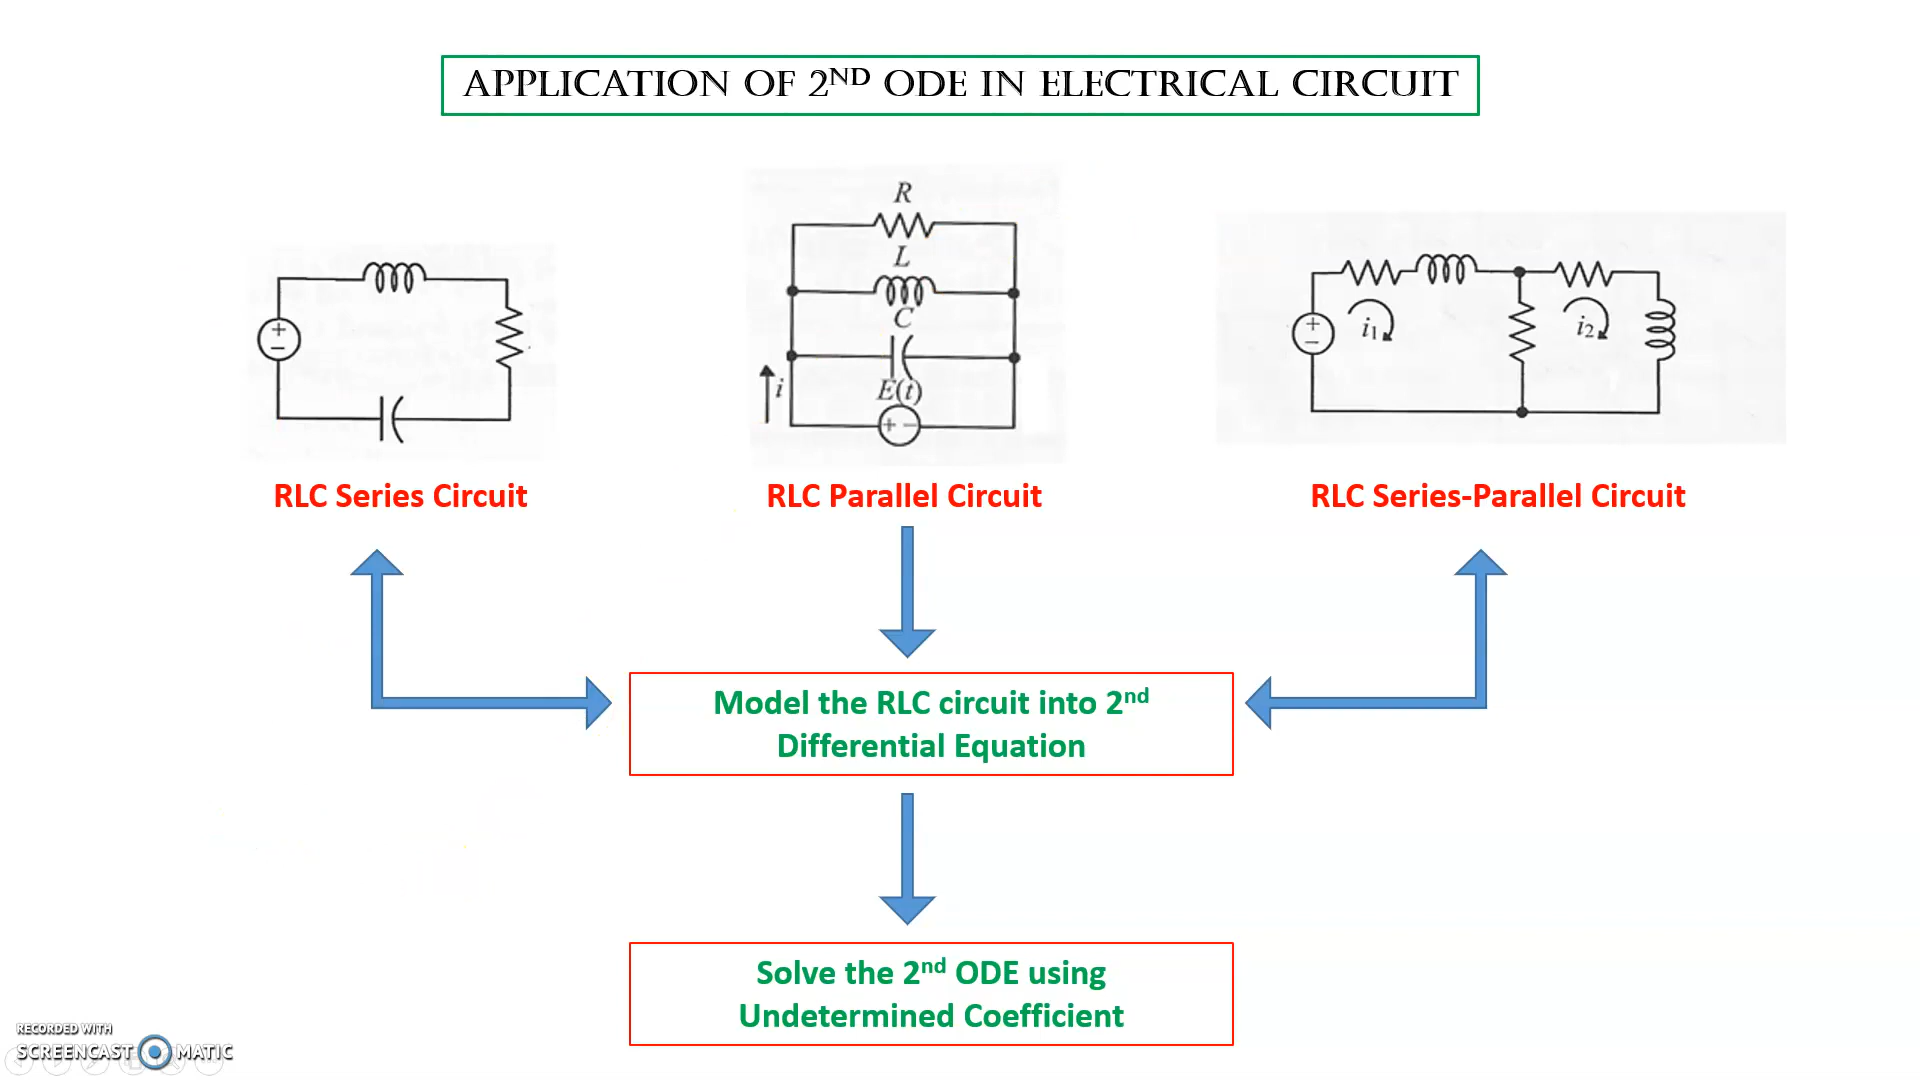 APPLICATION OF 2ND ODE IN ELECTRICAL CIRCUIT
R
L
C
i
E(t)
+
−
+ −
i1
i2
+
−
RLC Series Circuit
RLC Parallel Circuit
RLC Series-Parallel Circuit
Model the RLC circuit into 2nd
Differential Equation
Solve the 2nd ODE using
Undetermined Coefficient
RECORDED WITH
SCREENCAST MATIC